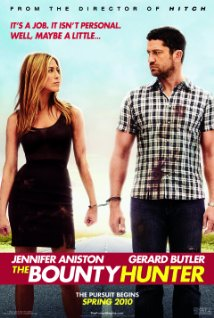 FROM THE DIRECTOR OF HITCH
IT'S A JOB. IT ISN'T PERSONAL.
WELL, MAYBE A LITTLE...
JENNIFER ANISTON GERARD BUTLER
THE BOUNTY HUNTER
THE PURSUIT BEGINS
SPRING 2010